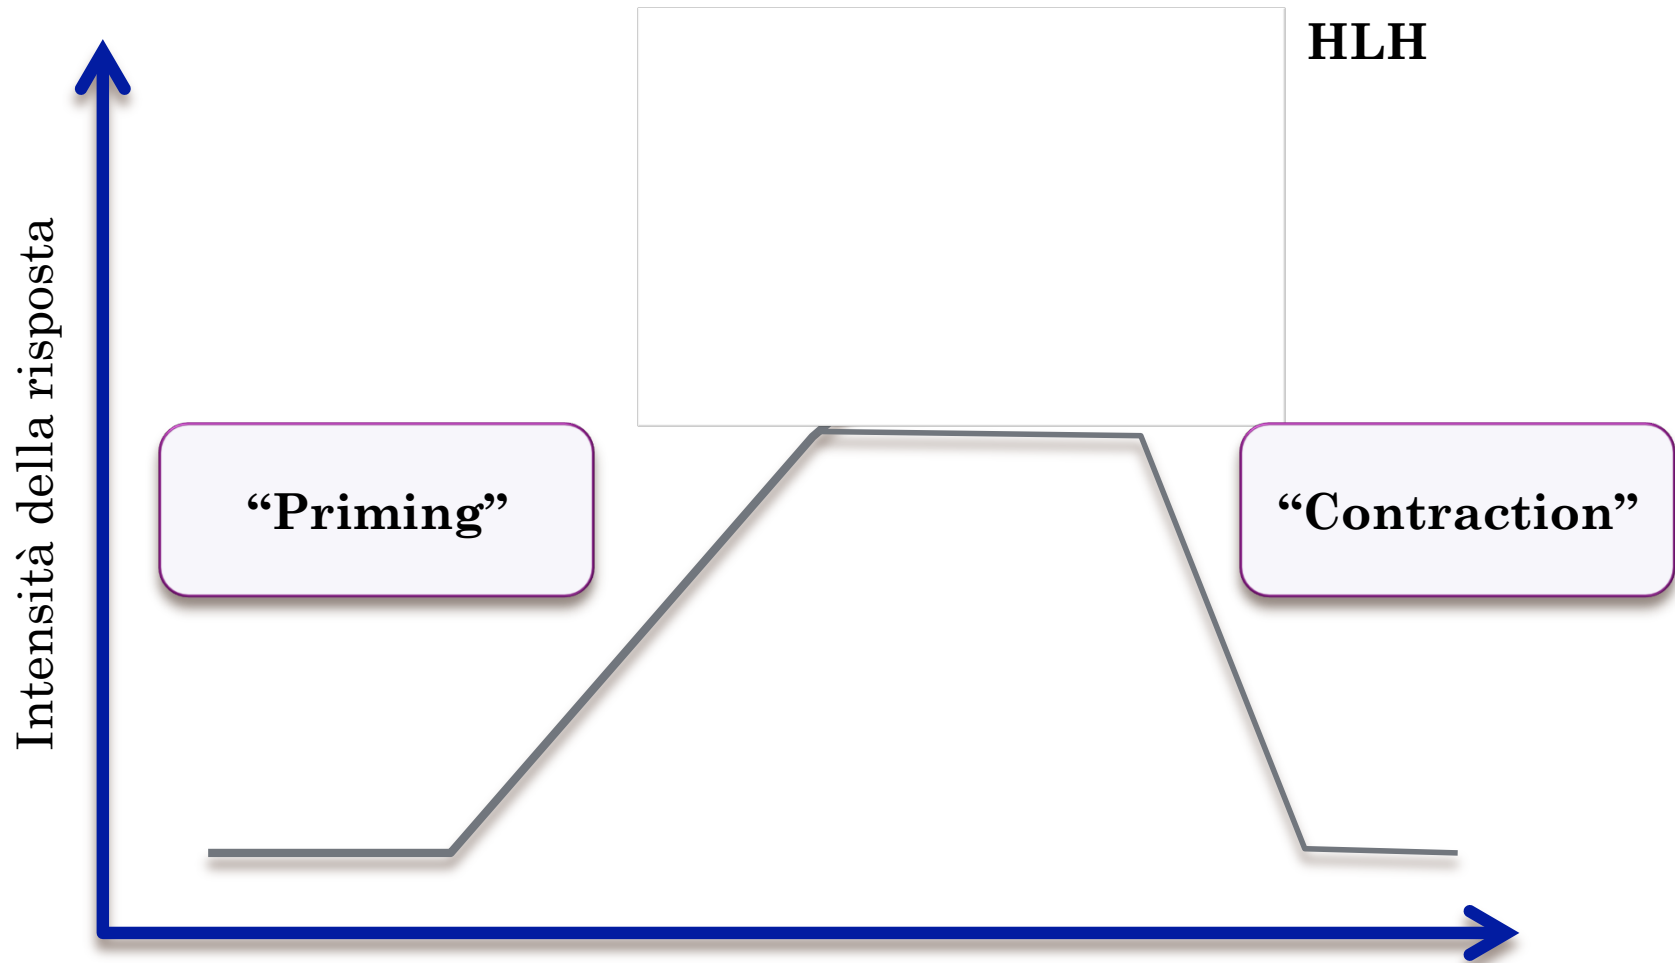 HLH
Intensità della risposta
“Priming”
“Contraction”